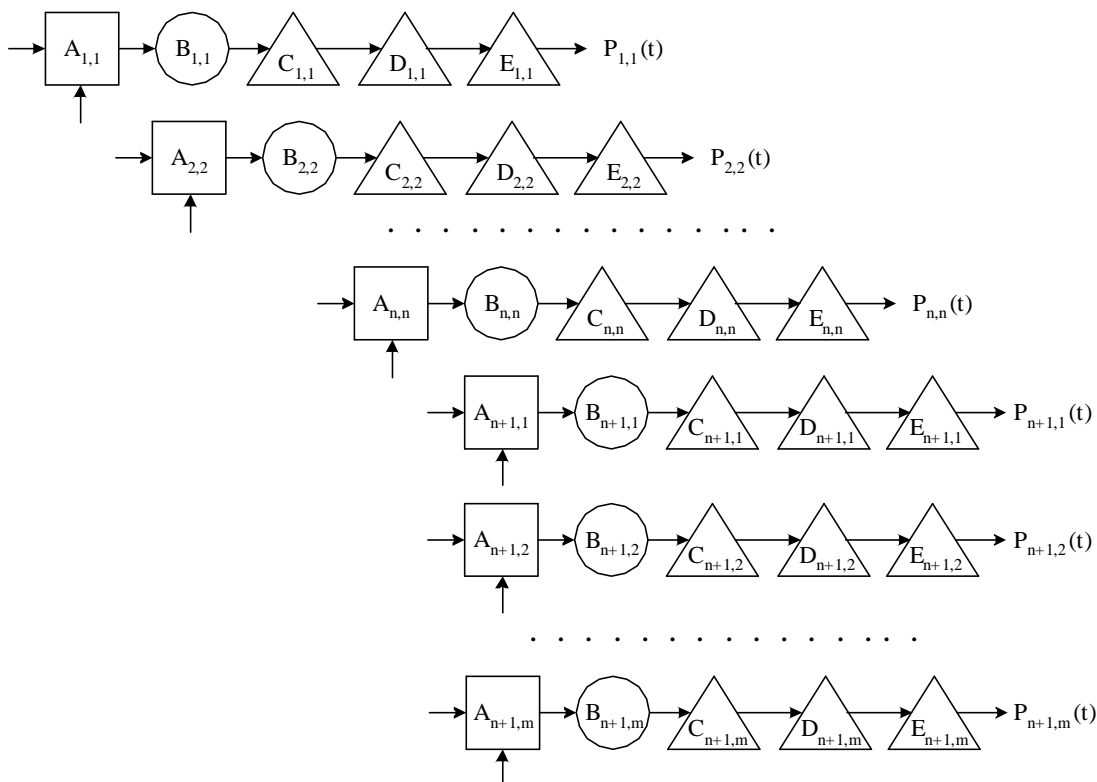 A1,1 B1,1 C1,1 D1,1 E1,1 P1,1(t)
A2,2 B2,2 C2,2 D2,2 E2,2 P2,2(t)
. . . . . . . . . . . . . . .
An,n Bn,n Cn,n Dn,n En,n Pn,n(t)
An+1,1 Bn+1,1 Cn+1,1 Dn+1,1 En+1,1 Pn+1,1(t)
An+1,2 Bn+1,2 Cn+1,2 Dn+1,2 En+1,2 Pn+1,2(t)
. . . . . . . . . . . . . . .
An+1,m Bn+1,m Cn+1,m Dn+1,m En+1,m Pn+1,m(t)